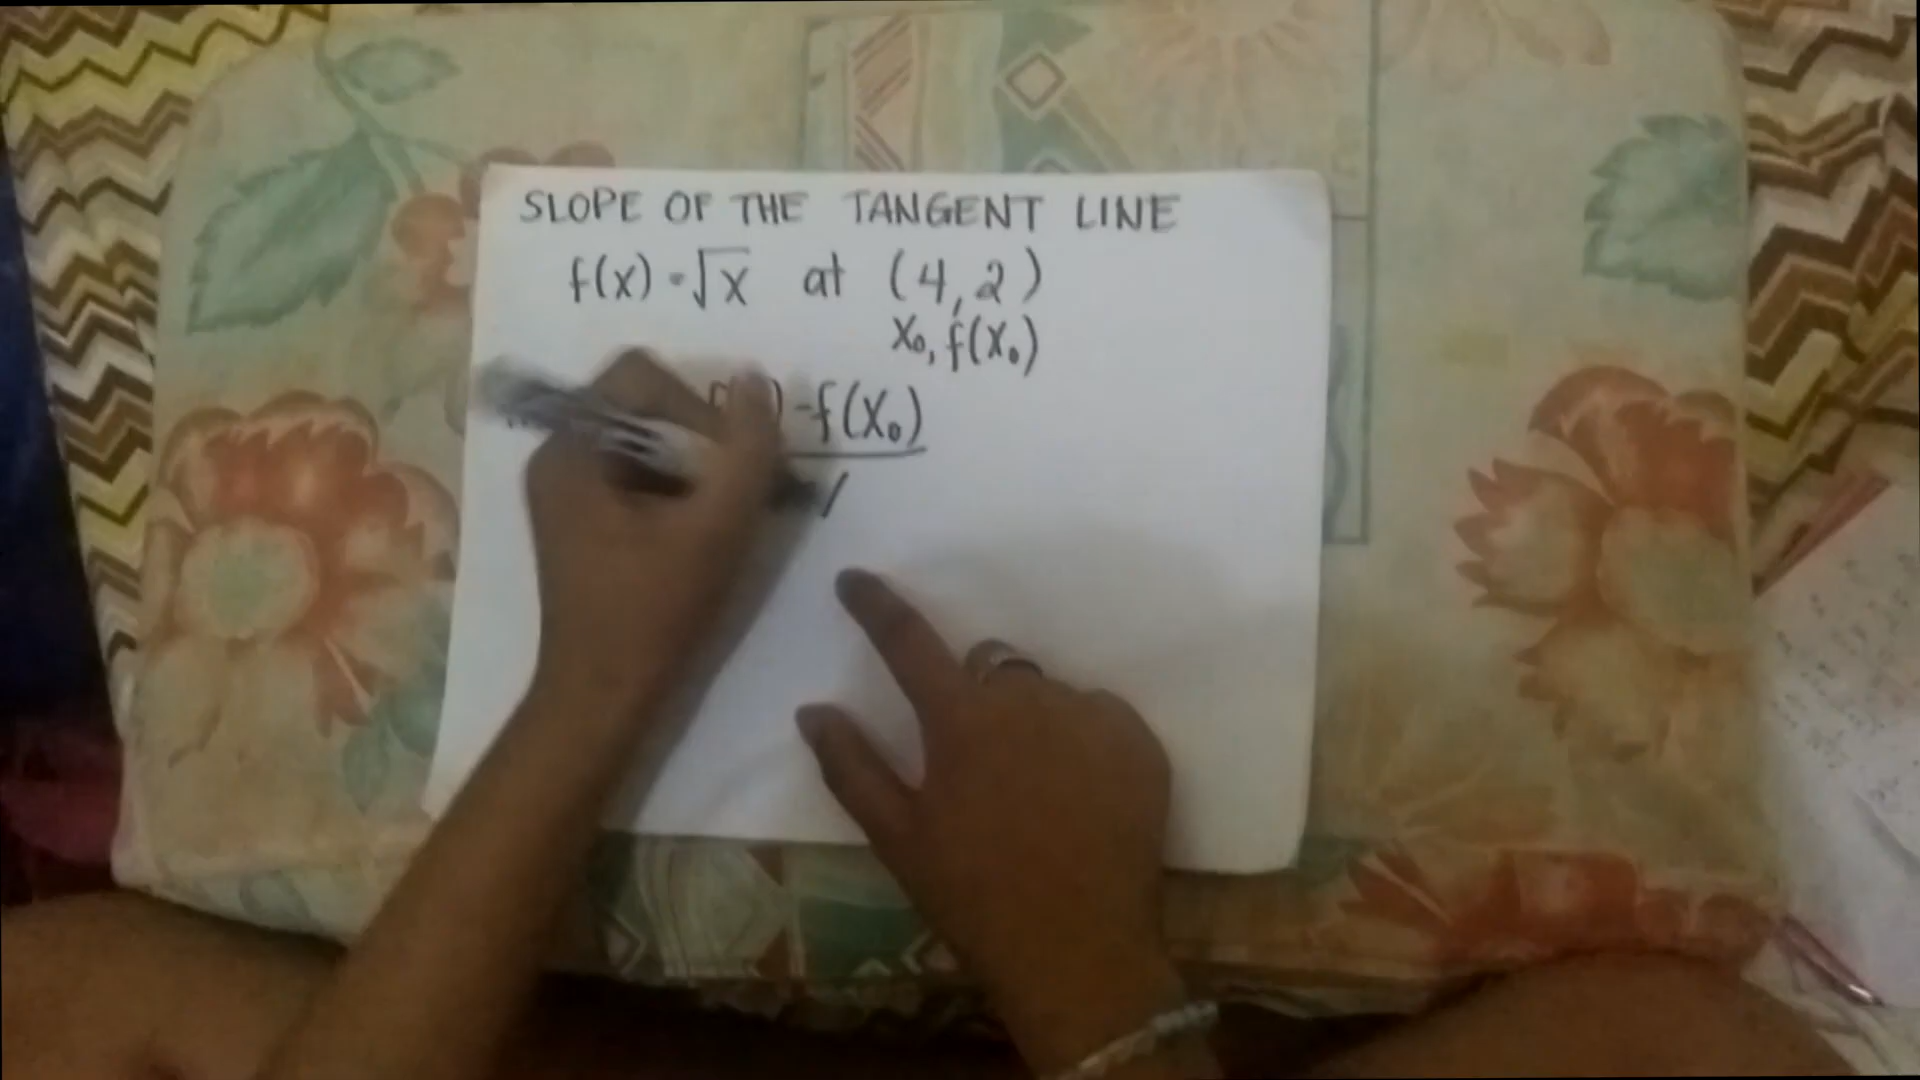 SLOPE OF THE TANGENT LINE
f(x) = √x at (4, 2)
x₀, f(x₀)
) - f(x₀)